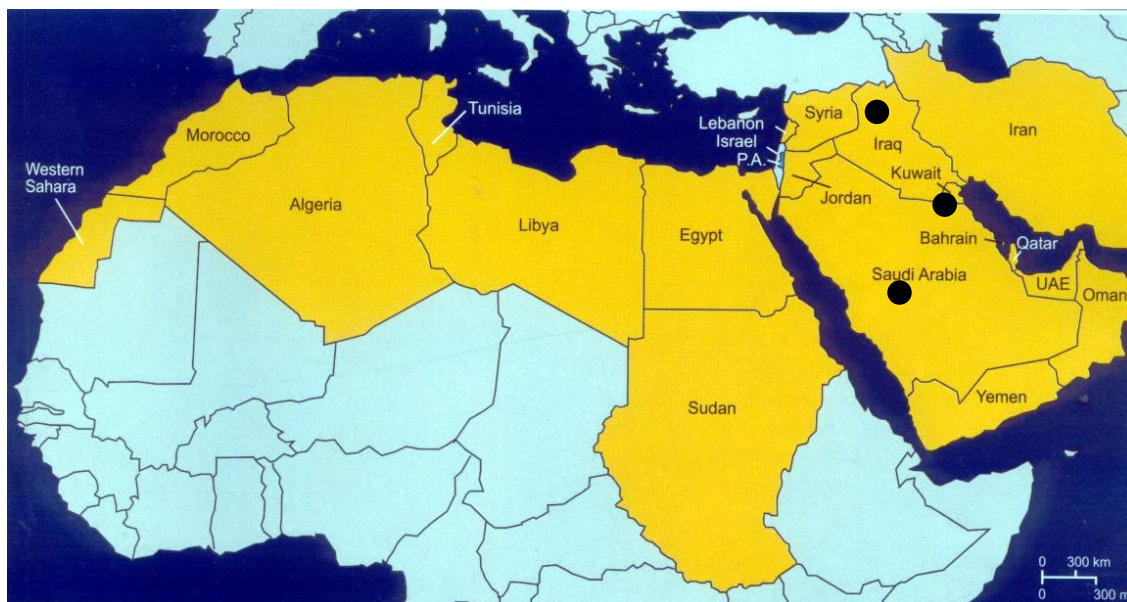 Morocco
Tunisia
Western
Sahara
Algeria
Libya
Egypt
Sudan
Lebanon
Israel
P.A.
Syria
Iraq
Iran
Kuwait
Jordan
Bahrain
Qatar
Saudi Arabia
UAE
Oman
Yemen
0 300 km
0 300 m